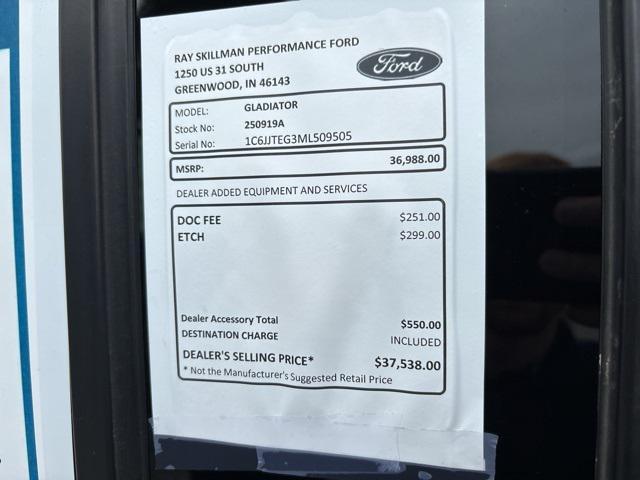 RAY SKILLMAN PERFORMANCE FORD
1250 US 31 SOUTH
GREENWOOD, IN 46143
Ford
MODEL: GLADIATOR
Stock No: 250919A
Serial No: 1C6JJTEG3ML509505
MSRP: 36,988.00
DEALER ADDED EQUIPMENT AND SERVICES
DOC FEE $251.00
ETCH $299.00
Dealer Accessory Total $550.00
DESTINATION CHARGE INCLUDED
DEALER'S SELLING PRICE* $37,538.00
* Not the Manufacturer's Suggested Retail Price